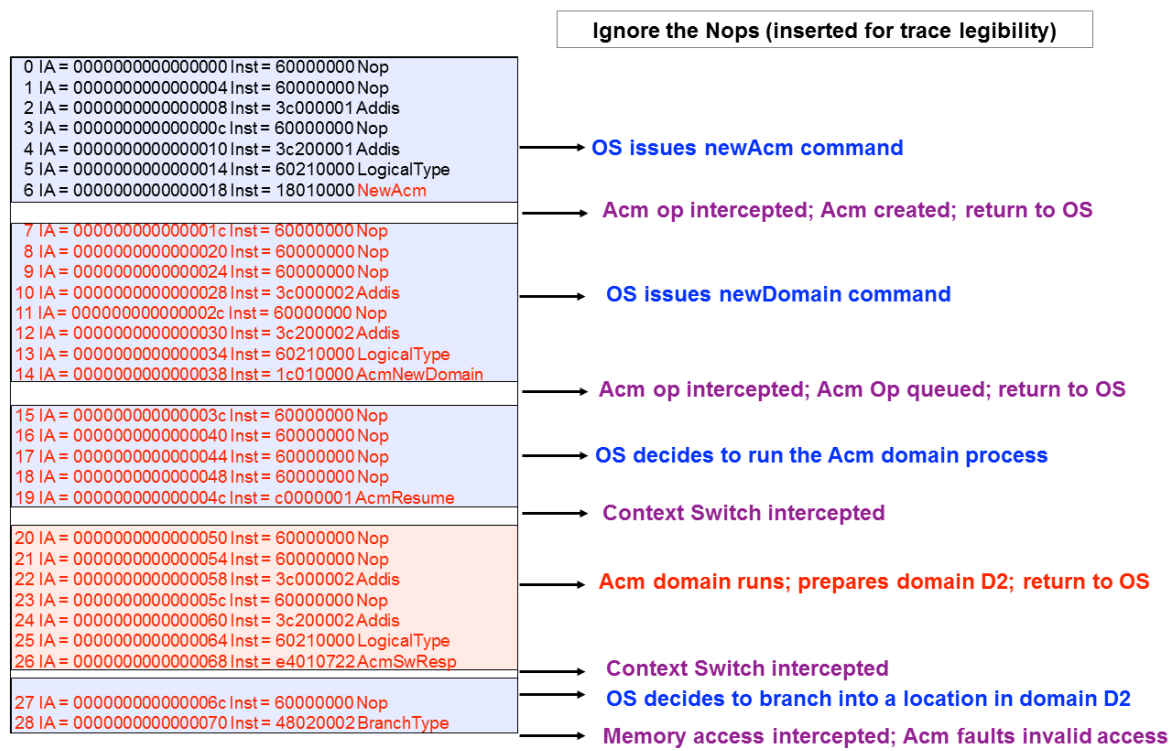 Ignore the Nops (inserted for trace legibility)
0 IA = 0000000000000000 Inst = 60000000 Nop
1 IA = 0000000000000004 Inst = 60000000 Nop
2 IA = 0000000000000008 Inst = 3c000001 Addis
3 IA = 000000000000000c Inst = 60000000 Nop
4 IA = 0000000000000010 Inst = 3c200001 Addis
OS issues newAcm command
5 IA = 0000000000000014 Inst = 60210000 LogicalType
6 IA = 0000000000000018 Inst = 18010000 NewAcm
Acm op intercepted; Acm created; return to OS
7 IA = 000000000000001c Inst = 60000000 Nop
8 IA = 0000000000000020 Inst = 60000000 Nop
9 IA = 0000000000000024 Inst = 60000000 Nop
10 IA = 0000000000000028 Inst = 3c000002 Addis
OS issues newDomain command
11 IA = 000000000000002c Inst = 60000000 Nop
12 IA = 0000000000000030 Inst = 3c200002 Addis
13 IA = 0000000000000034 Inst = 60210000 LogicalType
14 IA = 0000000000000038 Inst = 1c010000 AcmNewDomain
Acm op intercepted; Acm Op queued; return to OS
15 IA = 000000000000003c Inst = 60000000 Nop
16 IA = 0000000000000040 Inst = 60000000 Nop
17 IA = 0000000000000044 Inst = 60000000 Nop
OS decides to run the Acm domain process
18 IA = 0000000000000048 Inst = 60000000 Nop
19 IA = 000000000000004c Inst = c0000001 AcmResume
Context Switch intercepted
20 IA = 0000000000000050 Inst = 60000000 Nop
21 IA = 0000000000000054 Inst = 60000000 Nop
22 IA = 0000000000000058 Inst = 3c000002 Addis
Acm domain runs; prepares domain D2; return to OS
23 IA = 000000000000005c Inst = 60000000 Nop
24 IA = 0000000000000060 Inst = 3c200002 Addis
25 IA = 0000000000000064 Inst = 60210000 LogicalType
26 IA = 0000000000000068 Inst = e4010722 AcmSwResp
Context Switch intercepted
OS decides to branch into a location in domain D2
27 IA = 000000000000006c Inst = 60000000 Nop
28 IA = 0000000000000070 Inst = 48020002 BranchType
Memory access intercepted; Acm faults invalid access